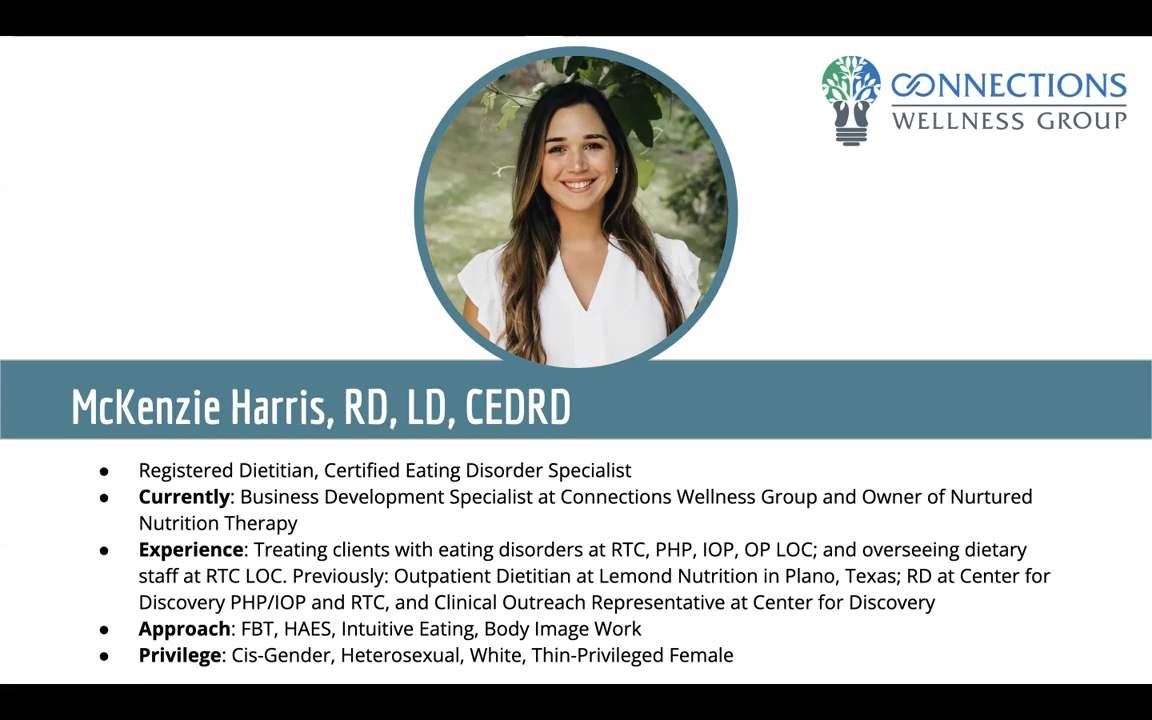 CONNECTIONS
WELLNESS GROUP
McKenzie Harris, RD, LD, CEDRD
● Registered Dietitian, Certified Eating Disorder Specialist
● Currently: Business Development Specialist at Connections Wellness Group and Owner of Nurtured
Nutrition Therapy
● Experience: Treating clients with eating disorders at RTC, PHP, IOP, OP LOC; and overseeing dietary
staff at RTC LOC. Previously: Outpatient Dietitian at Lemond Nutrition in Plano, Texas; RD at Center for
Discovery PHP/IOP and RTC, and Clinical Outreach Representative at Center for Discovery
● Approach: FBT, HAES, Intuitive Eating, Body Image Work
● Privilege: Cis-Gender, Heterosexual, White, Thin-Privileged Female